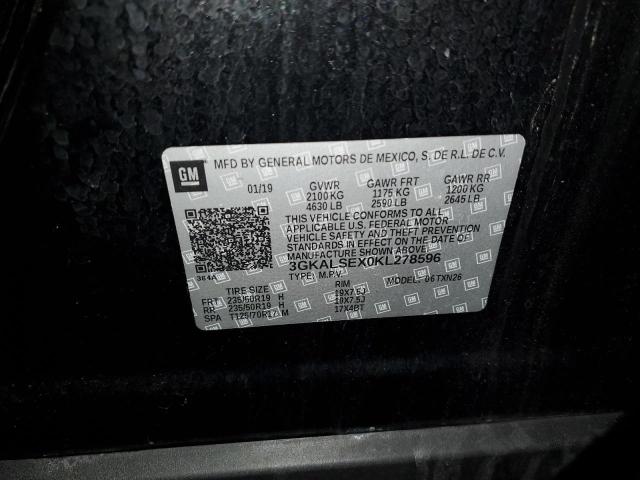 GM
MFD BY GENERAL MOTORS DE MEXICO, S. DE R.L. DE C.V.
01/19 GVWR GAWR FRT GAWR RR
2100 KG 1175 KG 1200 KG
4630 LB 2590 LB 2645 LB
THIS VEHICLE CONFORMS TO ALL
APPLICABLE U.S. FEDERAL MOTOR
VEHICLE SAFETY AND THEFT PREVENTION
STANDARDS IN EFFECT ON THE DATE OF
MANUFACTURE SHOWN ABOVE.
3GKALSEX0KL278596
TYPE: M.P.V. MODEL: 06TXN26
384A
TIRE SIZE RIM
FRT 235/50R19 H 19X7.5J
RR 235/50R19 H 19X7.5J
SPA T125/70R17 M 17X4BT